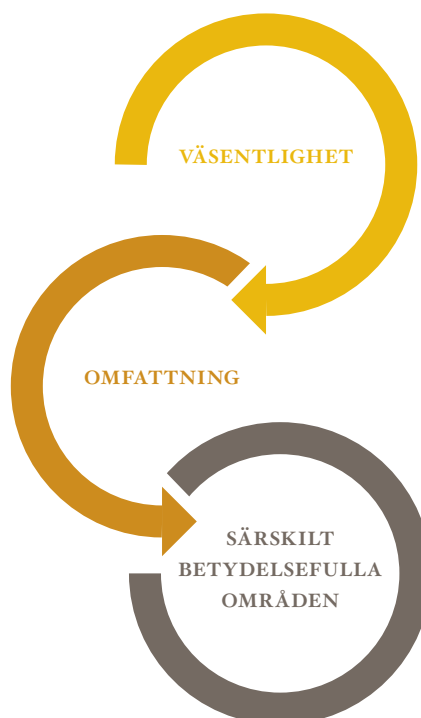 VÄSENTLIGHET
OMFATTNING
SÄRSKILT
BETYDELSEFULLA
OMRÅDEN